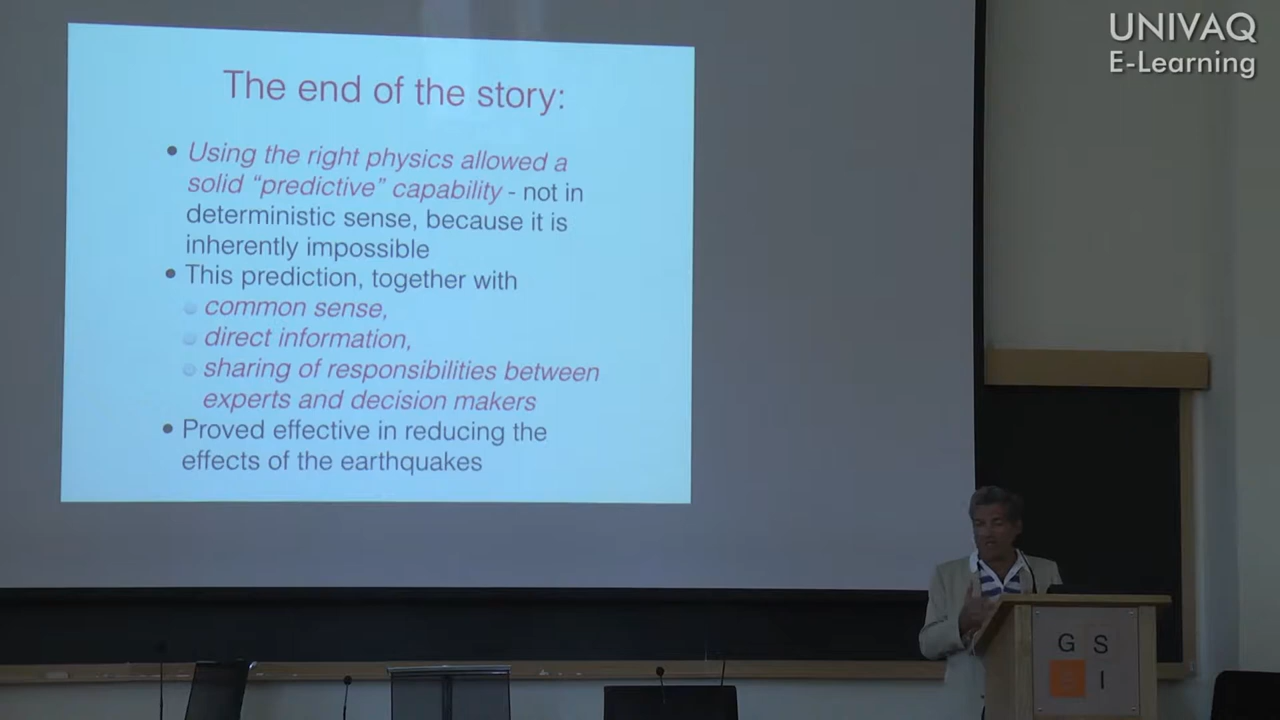 UNIVAQ
E-Learning
The end of the story:
• Using the right physics allowed a
solid “predictive” capability - not in
deterministic sense, because it is
inherently impossible
• This prediction, together with
common sense,
direct information,
sharing of responsibilities between
experts and decision makers
• Proved effective in reducing the
effects of the earthquakes
G S
I